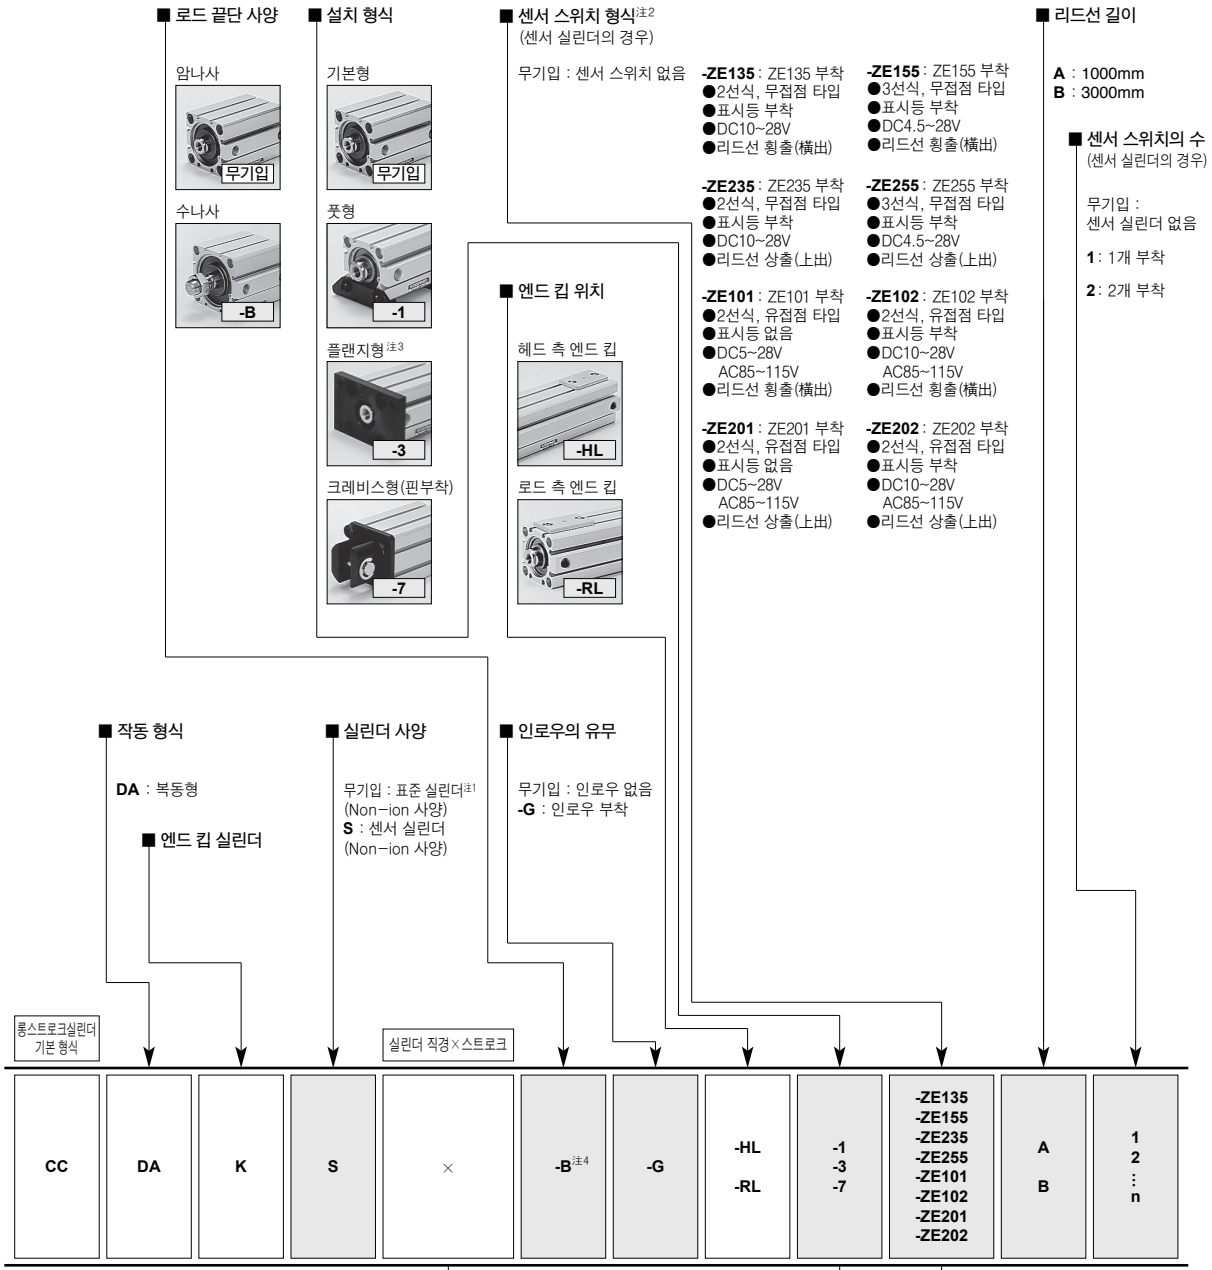 ■ 로드 끝단 사양
암나사
무기입
수나사
-B
■ 설치 형식
기본형
무기입
풋형
-1
플랜지형注3
-3
크레비스형(핀부착)
-7
■ 센서 스위치 형식注2
(센서 실린더의 경우)
무기입 : 센서 스위치 없음
-ZE135 : ZE135 부착
●2선식, 무접점 타입
●표시등 부착
●DC10~28V
●리드선 횡출(橫出)
-ZE155 : ZE155 부착
●3선식, 무접점 타입
●표시등 부착
●DC4.5~28V
●리드선 횡출(橫出)
-ZE235 : ZE235 부착
●2선식, 무접점 타입
●표시등 부착
●DC10~28V
●리드선 상출(上出)
-ZE255 : ZE255 부착
●3선식, 무접점 타입
●표시등 부착
●DC4.5~28V
●리드선 상출(上出)
-ZE101 : ZE101 부착
●2선식, 유접점 타입
●표시등 없음
●DC5~28V
AC85~115V
●리드선 횡출(橫出)
-ZE102 : ZE102 부착
●2선식, 유접점 타입
●표시등 부착
●DC10~28V
AC85~115V
●리드선 횡출(橫出)
-ZE201 : ZE201 부착
●2선식, 유접점 타입
●표시등 없음
●DC5~28V
AC85~115V
●리드선 상출(上出)
-ZE202 : ZE202 부착
●2선식, 유접점 타입
●표시등 부착
●DC10~28V
AC85~115V
●리드선 상출(上出)
■ 리드선 길이
A : 1000mm
B : 3000mm
■ 센서 스위치의 수
(센서 실린더의 경우)
무기입 :
센서 실린더 없음
1 : 1개 부착
2 : 2개 부착
■ 엔드 킵 위치
헤드 측 엔드 킵
-HL
로드 측 엔드 킵
-RL
■ 작동 형식
DA : 복동형
■ 엔드 킵 실린더
■ 실린더 사양
무기입 : 표준 실린더注1
(Non-ion 사양)
S : 센서 실린더
(Non-ion 사양)
■ 인로우의 유무
무기입 : 인로우 없음
-G : 인로우 부착
롱스트로크실린더
기본 형식
실린더 직경×스트로크
CC
DA
K
S
×
-B注4
-G
-HL
-RL
-1
-3
-7
-ZE135
-ZE155
-ZE235
-ZE255
-ZE101
-ZE102
-ZE201
-ZE202
A
B
1
2
⋮
n